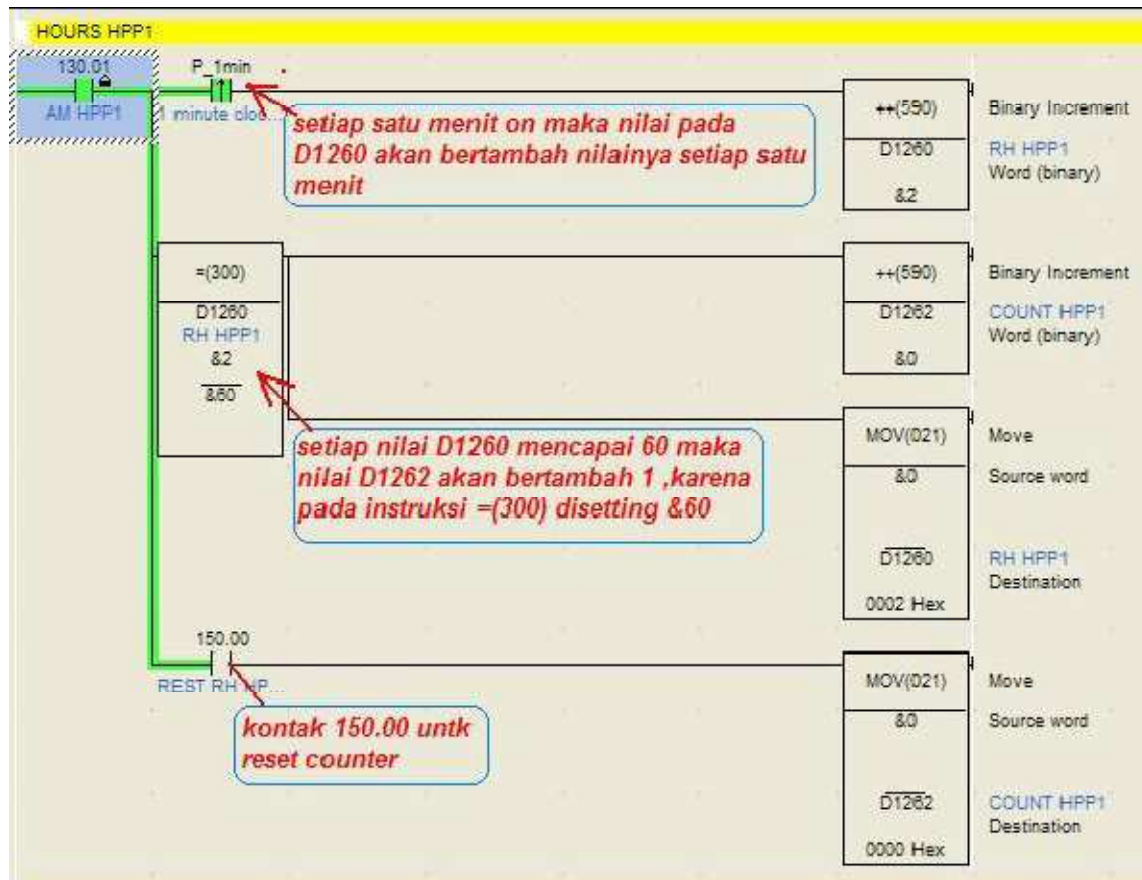 HOURS HPP1
130.01
P_1min
AM HPP1
1 minute cloc...
setiap satu menit on maka nilai pada
D1260 akan bertambah nilainya setiap satu
menit
++(590)
Binary Increment
D1260
RH HPP1
Word (binary)
&2
=(300)
D1260
RH HPP1
&2
&60
++(590)
Binary Increment
D1262
COUNT HPP1
Word (binary)
&0
setiap nilai D1260 mencapai 60 maka
nilai D1262 akan bertambah 1 ,karena
pada instruksi =(300) disetting &60
MOV(021)
Move
&0
Source word
D1260
RH HPP1
Destination
0002 Hex
150.00
REST RH HP...
kontak 150.00 untk
reset counter
MOV(021)
Move
&0
Source word
D1262
COUNT HPP1
Destination
0000 Hex